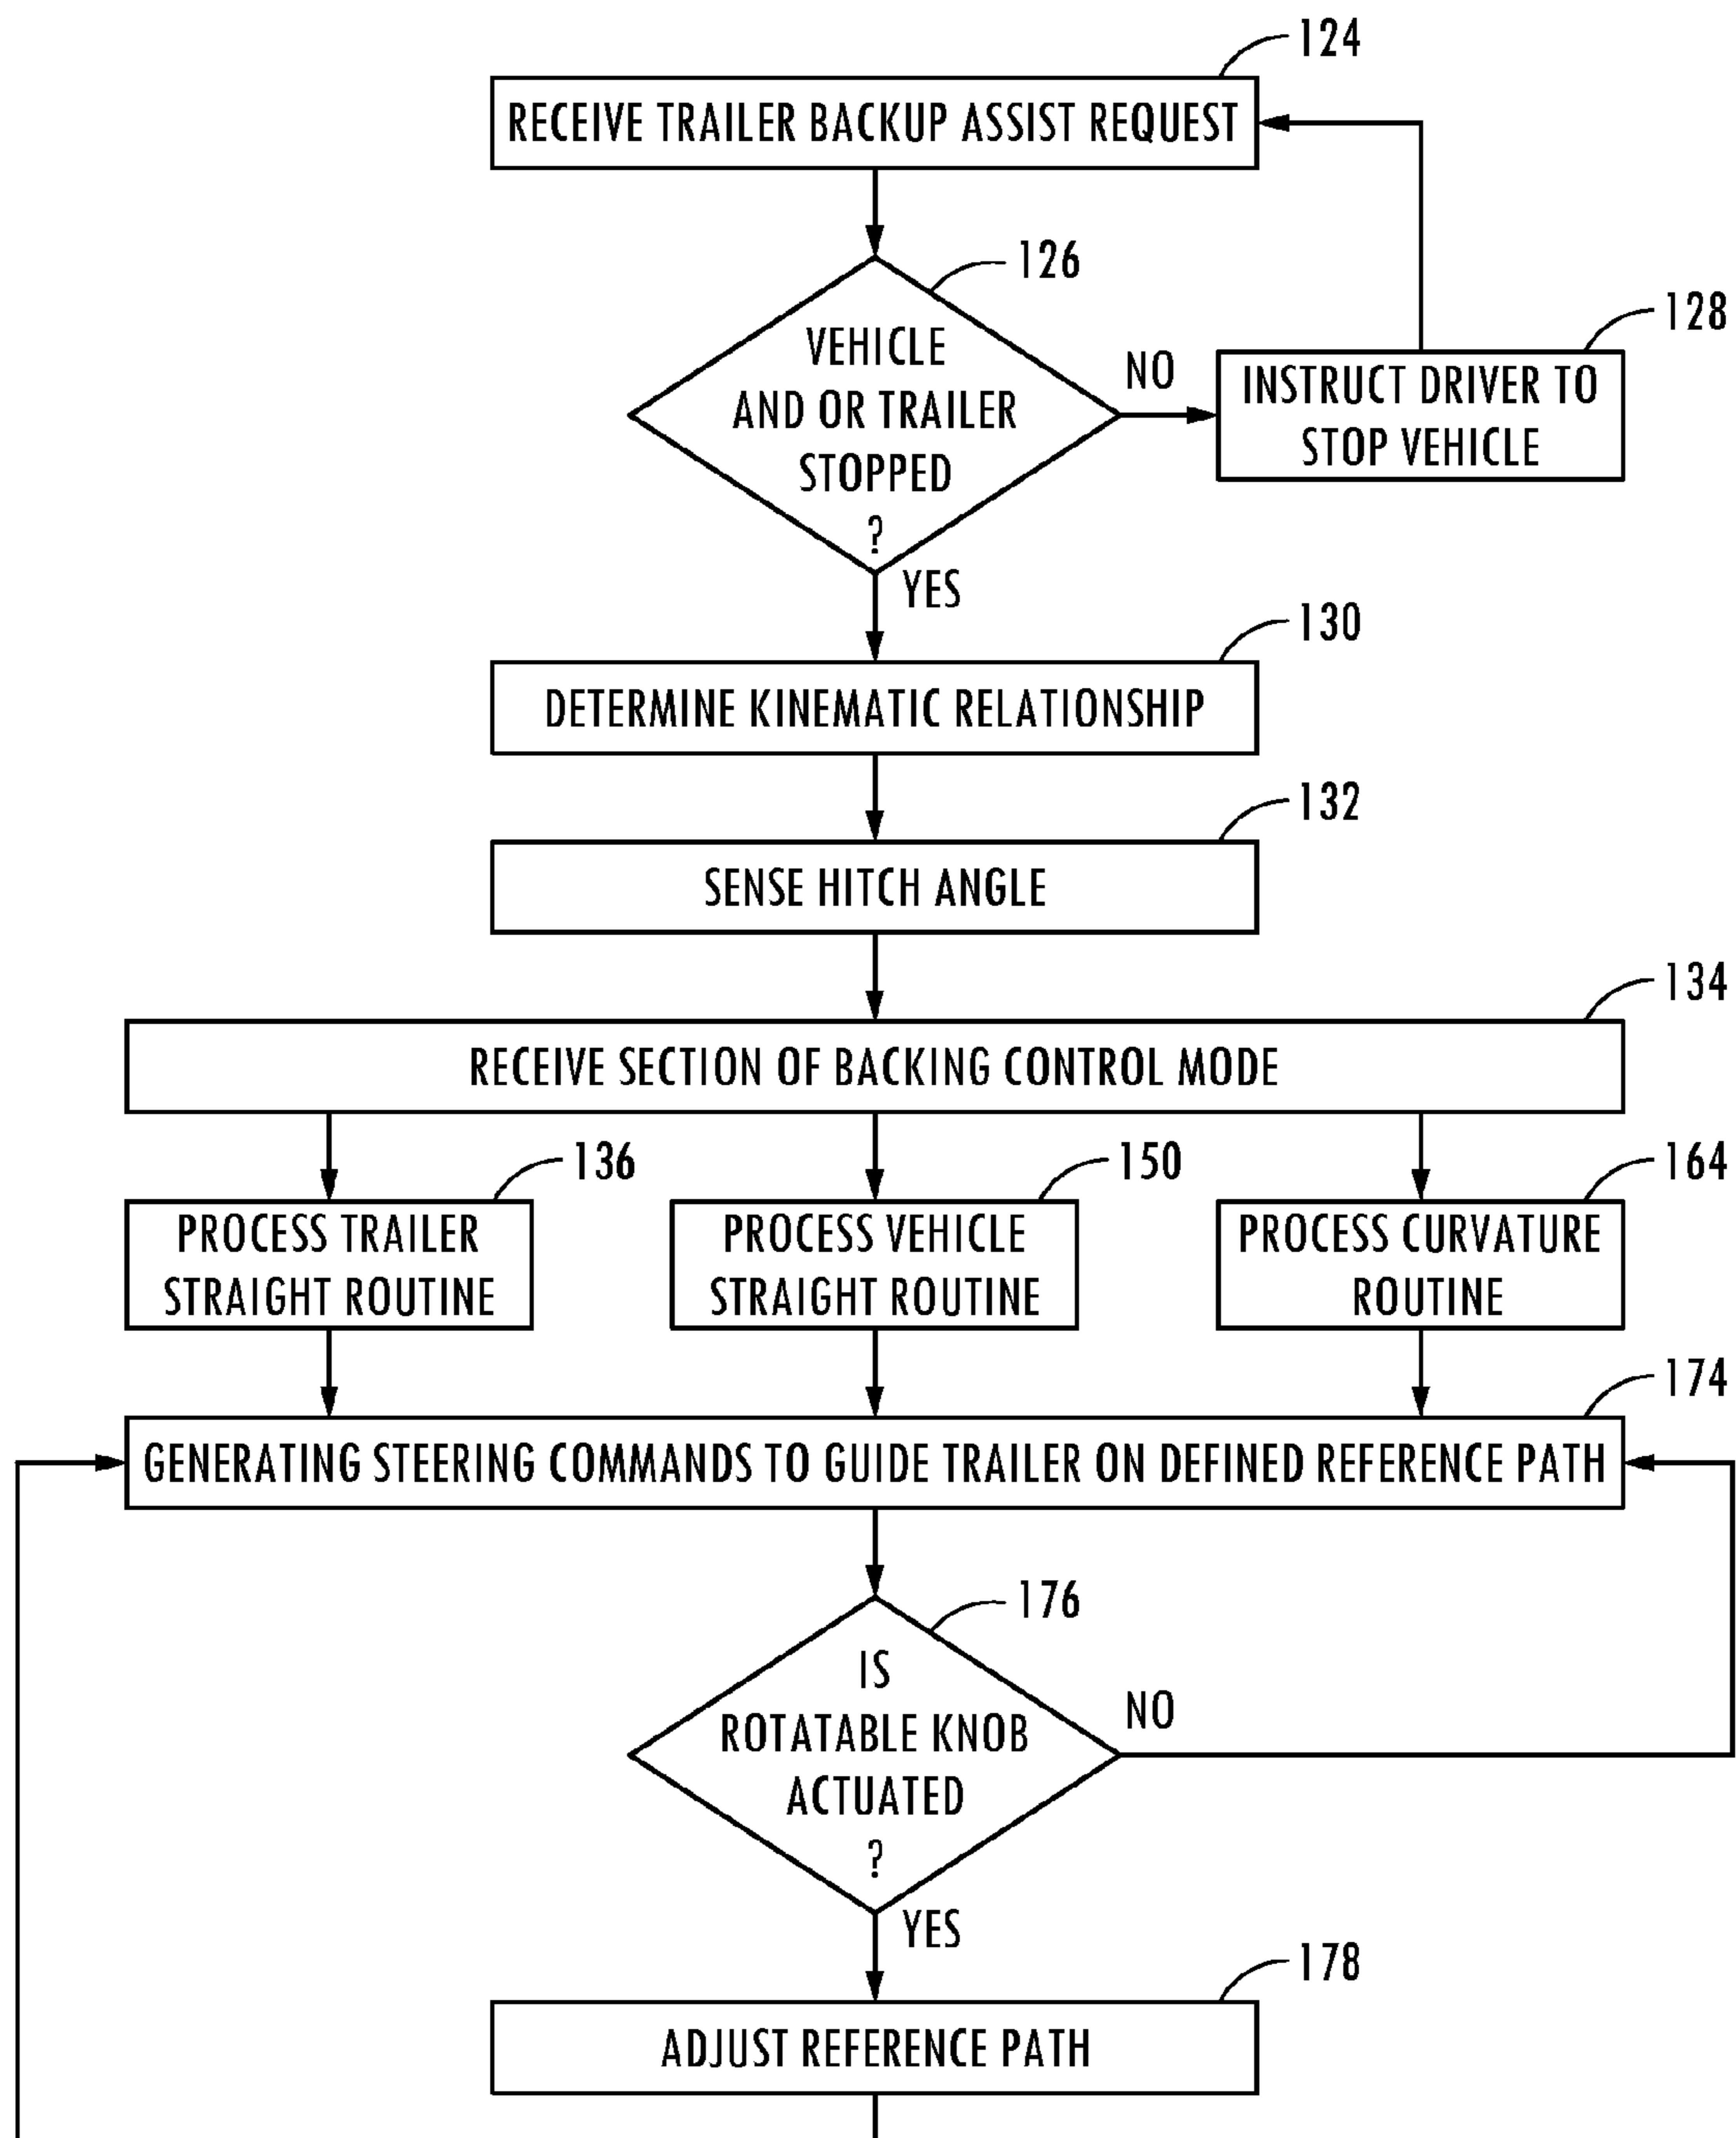 124
RECEIVE TRAILER BACKUP ASSIST REQUEST
126
VEHICLE
AND OR TRAILER
STOPPED
?
NO
128
INSTRUCT DRIVER TO
STOP VEHICLE
YES
130
DETERMINE KINEMATIC RELATIONSHIP
132
SENSE HITCH ANGLE
134
RECEIVE SECTION OF BACKING CONTROL MODE
136
PROCESS TRAILER
STRAIGHT ROUTINE
150
PROCESS VEHICLE
STRAIGHT ROUTINE
164
PROCESS CURVATURE
ROUTINE
174
GENERATING STEERING COMMANDS TO GUIDE TRAILER ON DEFINED REFERENCE PATH
176
IS
ROTATABLE KNOB
ACTUATED
?
NO
YES
178
ADJUST REFERENCE PATH